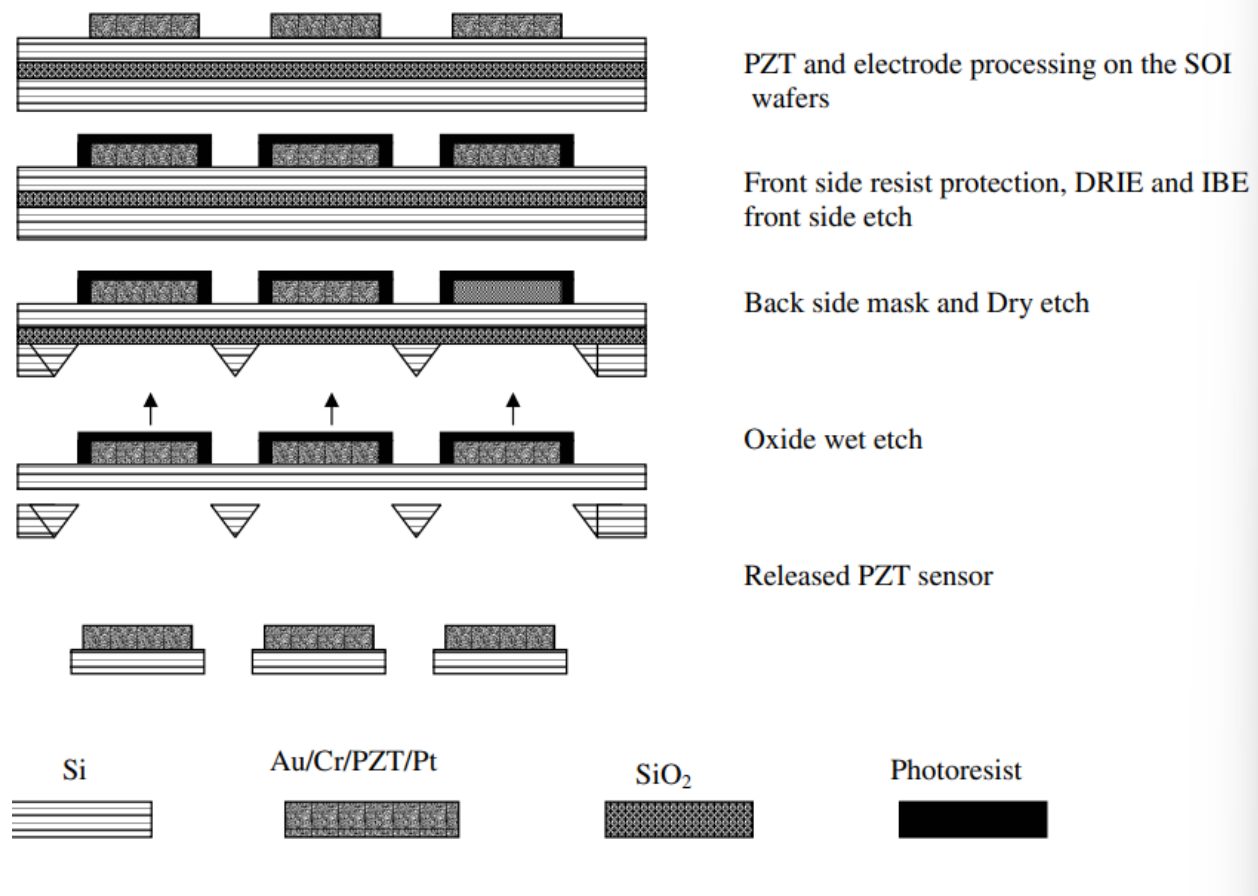 PZT and electrode processing on the SOI
wafers
Front side resist protection, DRIE and IBE
front side etch
Back side mask and Dry etch
Oxide wet etch
Released PZT sensor
Si
Au/Cr/PZT/Pt
SiO₂
Photoresist